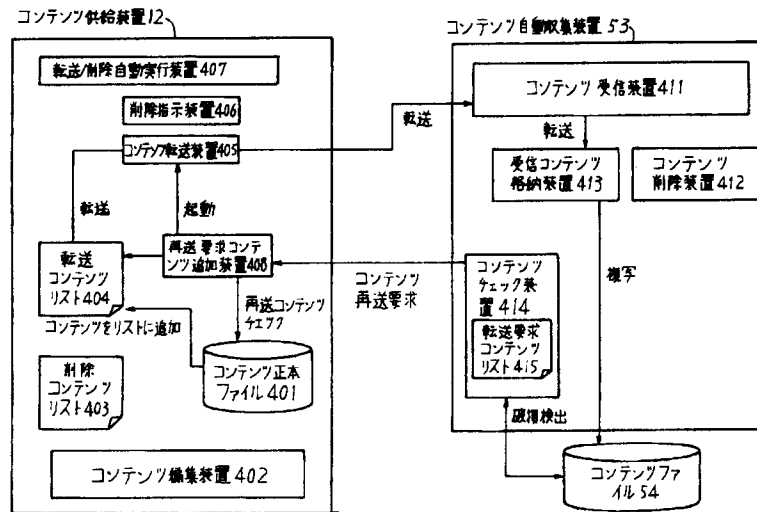 コンテンツ供給装置12
転送/削除自動実行装置407
削除指示装置406
コンテンツ転送装置405
転送
起動
転送
コンテンツ
リスト404
再送要求コンテ
ンツ追加装置408
コンテンツをリストに追加
再送コンテンツ
チェック
コンテンツ正本
ファイル401
削除
コンテンツ
リスト403
コンテンツ編集装置402
転送
コンテンツ
再送要求
コンテンツ自動収集装置53
コンテンツ受信装置411
転送
受信コンテンツ
格納装置413
コンテンツ
削除装置412
複写
コンテンツ
チェック装
置414
転送要求
コンテンツ
リスト415
破損検出
コンテンツファ
イル54